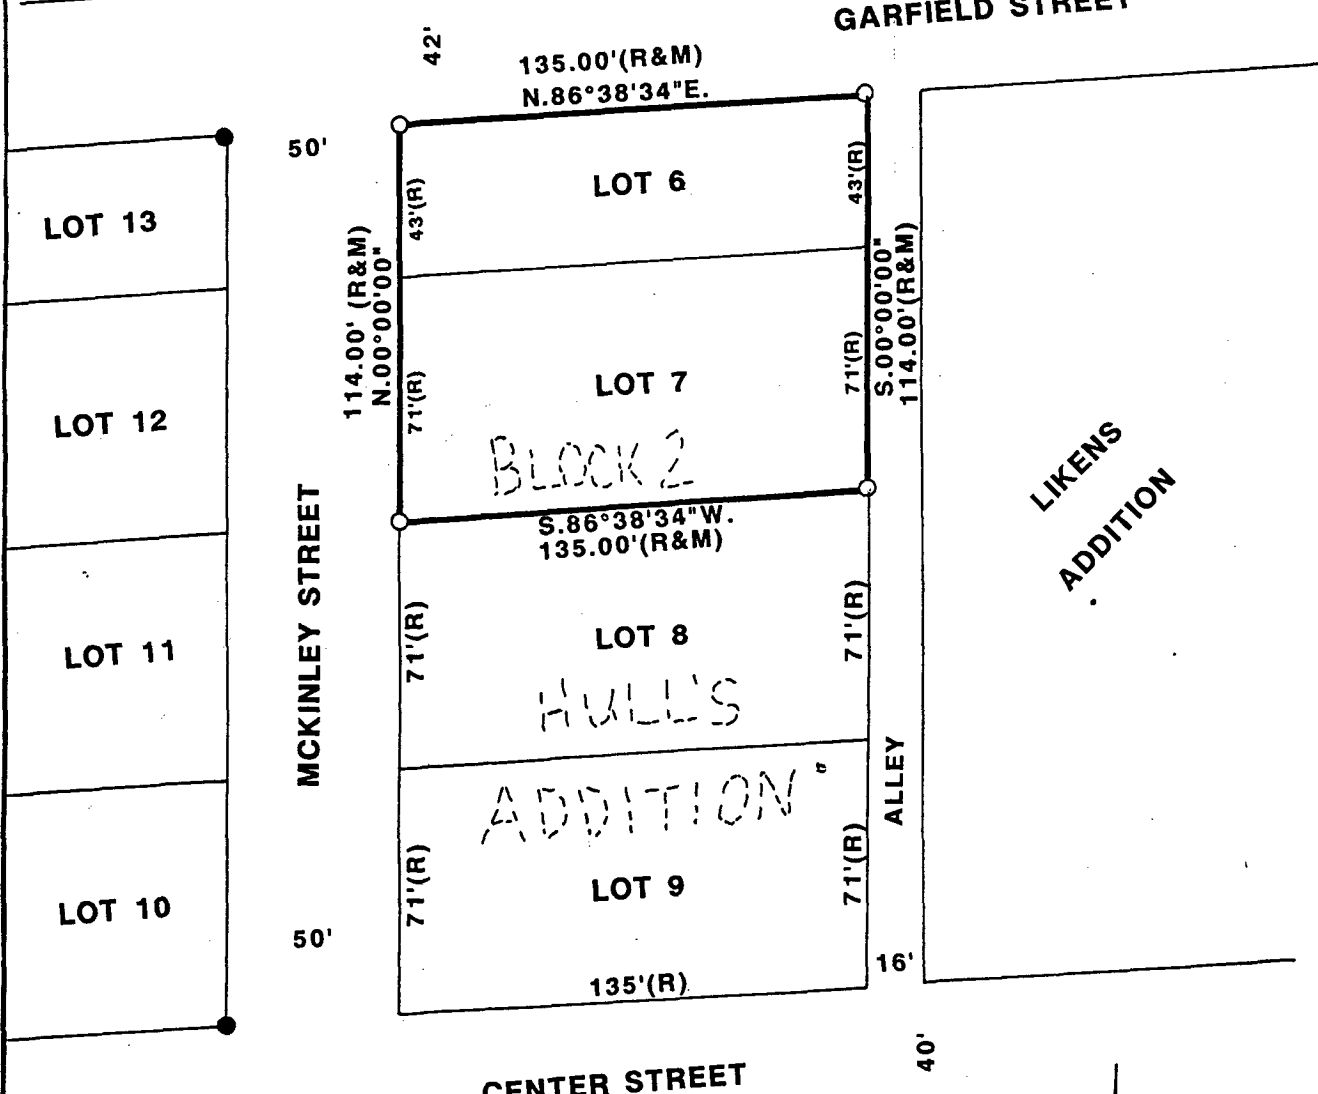 GARFIELD STREET
42'
135.00'(R&M)
N.86°38'34"E.
50'
LOT 13
LOT 6
43'(R)
43'(R)
114.00' (R&M)
N.00°00'00"
S.00°00'00"
114.00'(R&M)
LOT 12
LOT 7
71'(R)
71'(R)
BLOCK 2
S.86°38'34"W.
135.00'(R&M)
LIKENS
ADDITION
MCKINLEY STREET
LOT 11
LOT 8
71'(R)
71'(R)
HULL'S
ADDITION
ALLEY
LOT 10
LOT 9
71'(R)
71'(R)
50'
16'
135'(R)
40'
CENTER STREET